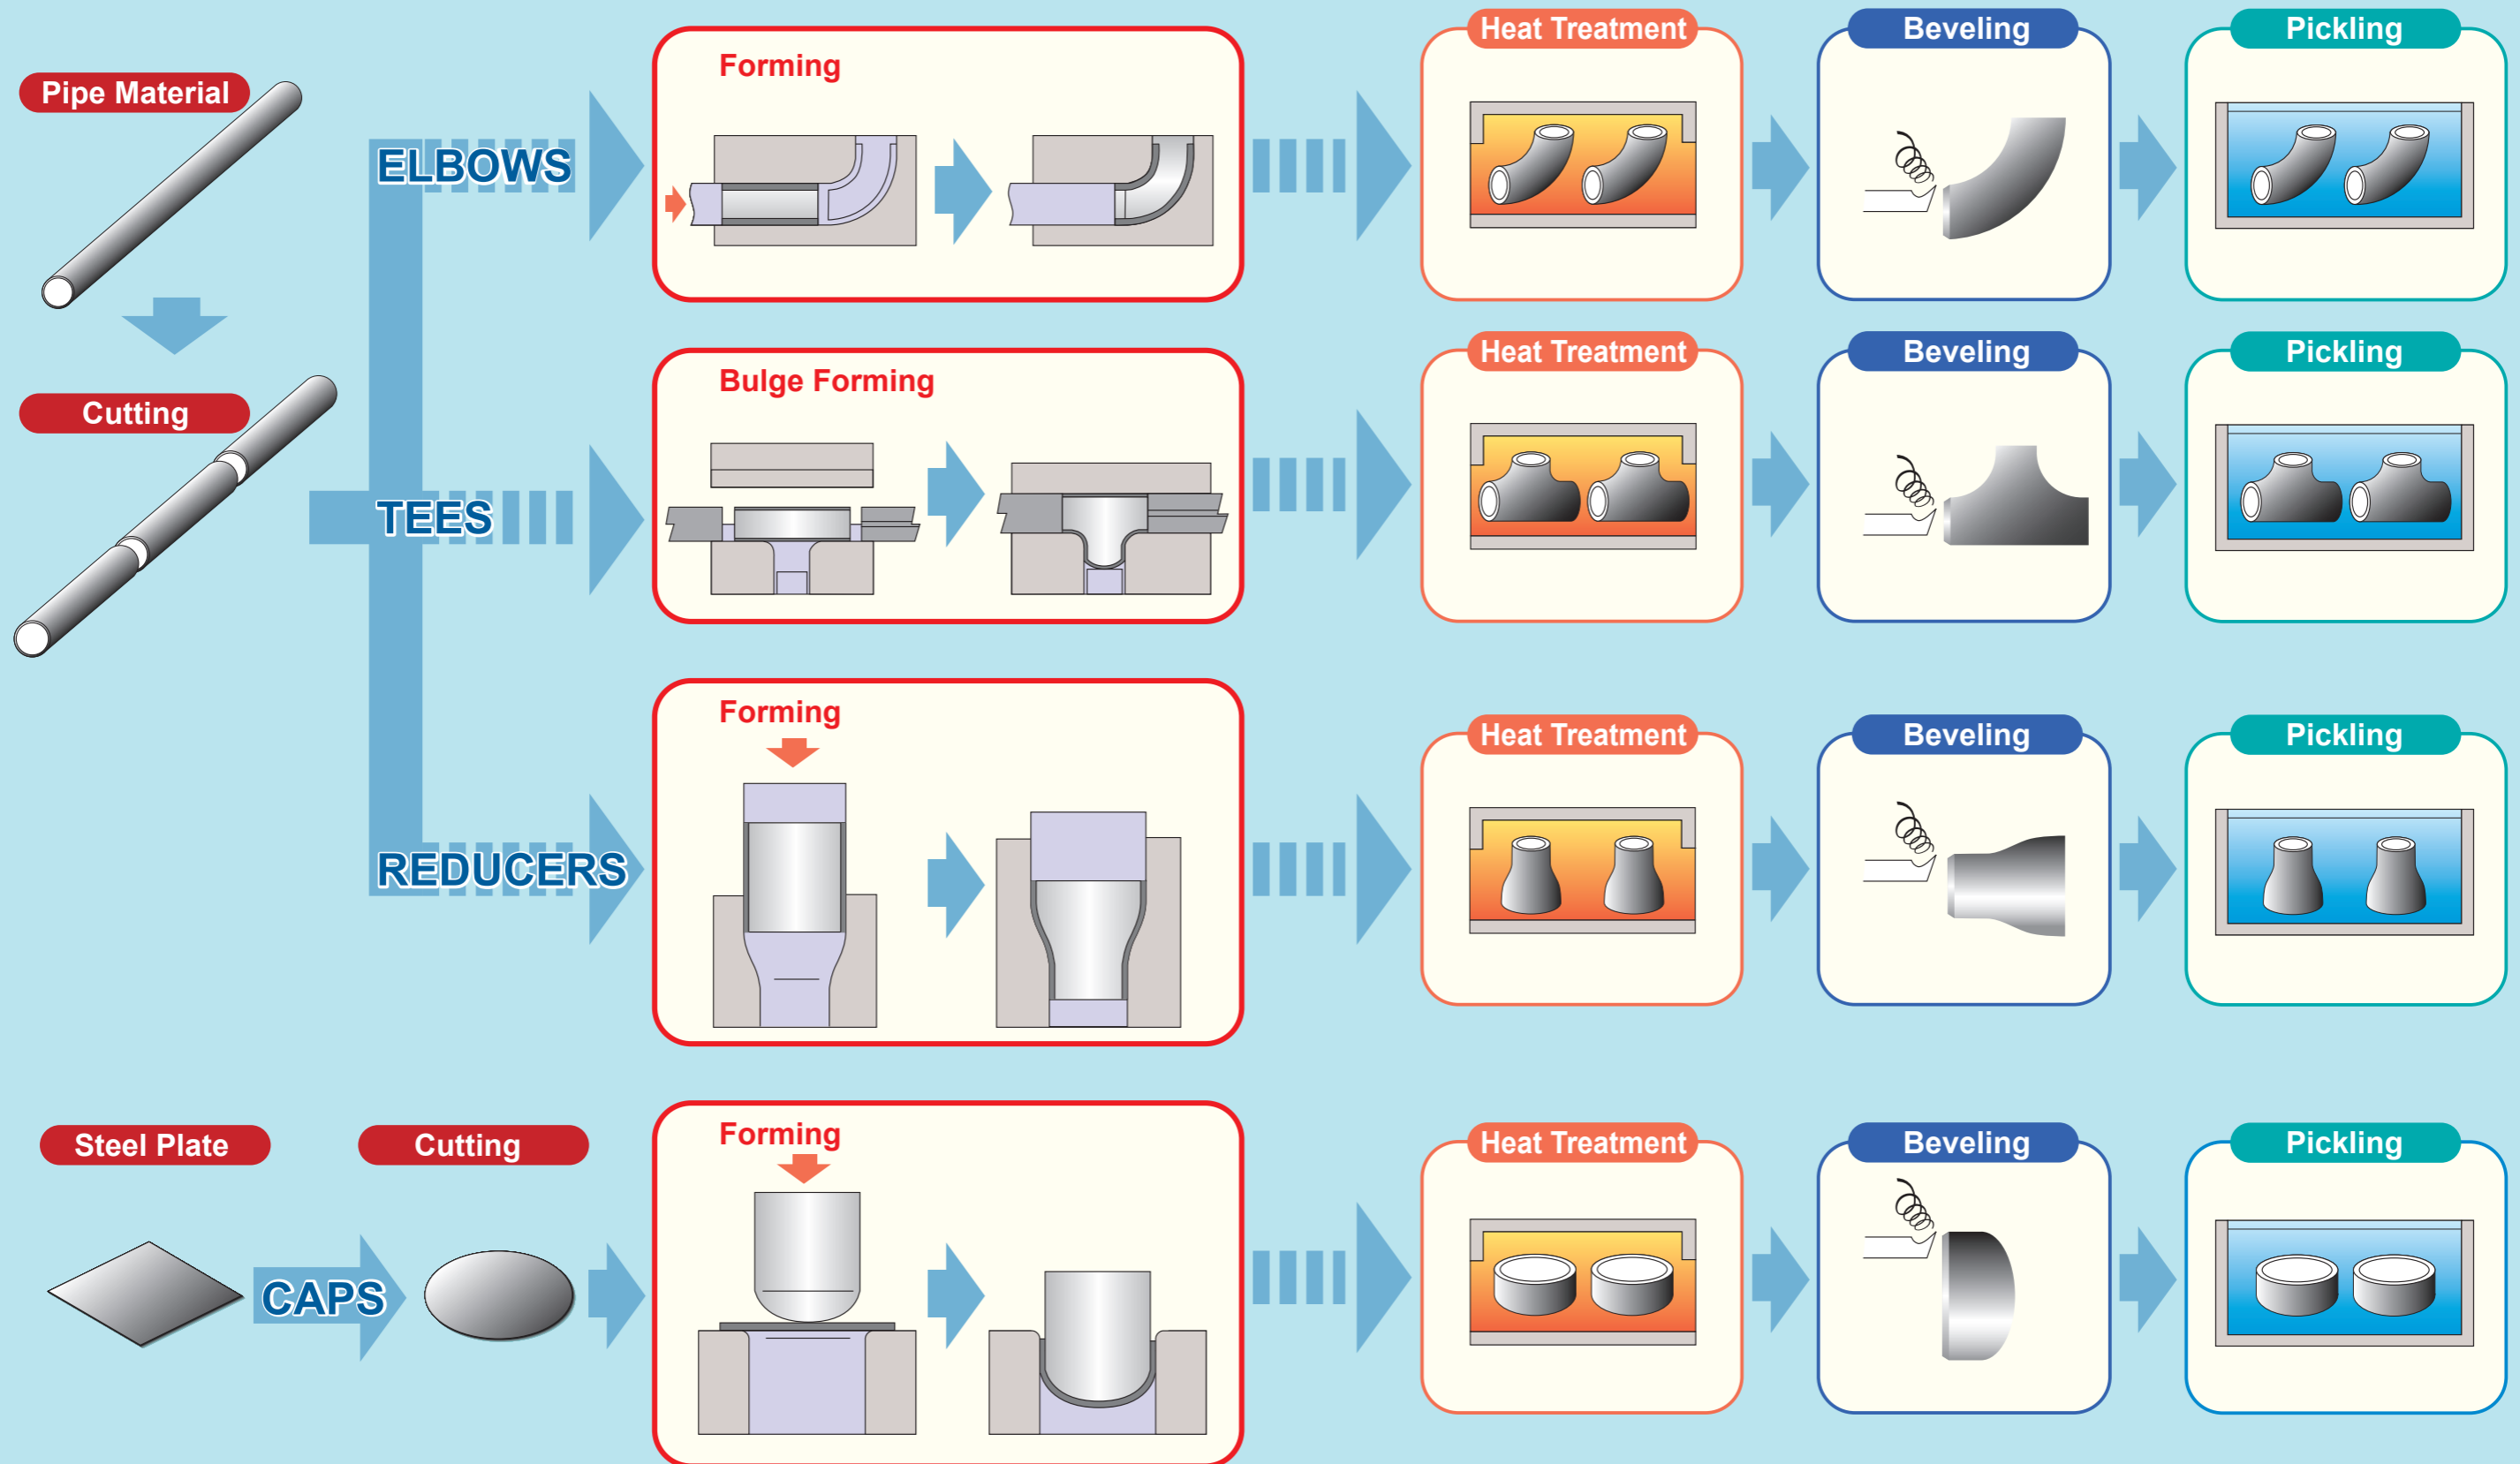 Pipe Material
Cutting
ELBOWS
Forming
Heat Treatment
Beveling
Pickling
TEES
Bulge Forming
Heat Treatment
Beveling
Pickling
REDUCERS
Forming
Heat Treatment
Beveling
Pickling
Steel Plate
CAPS
Cutting
Forming
Heat Treatment
Beveling
Pickling